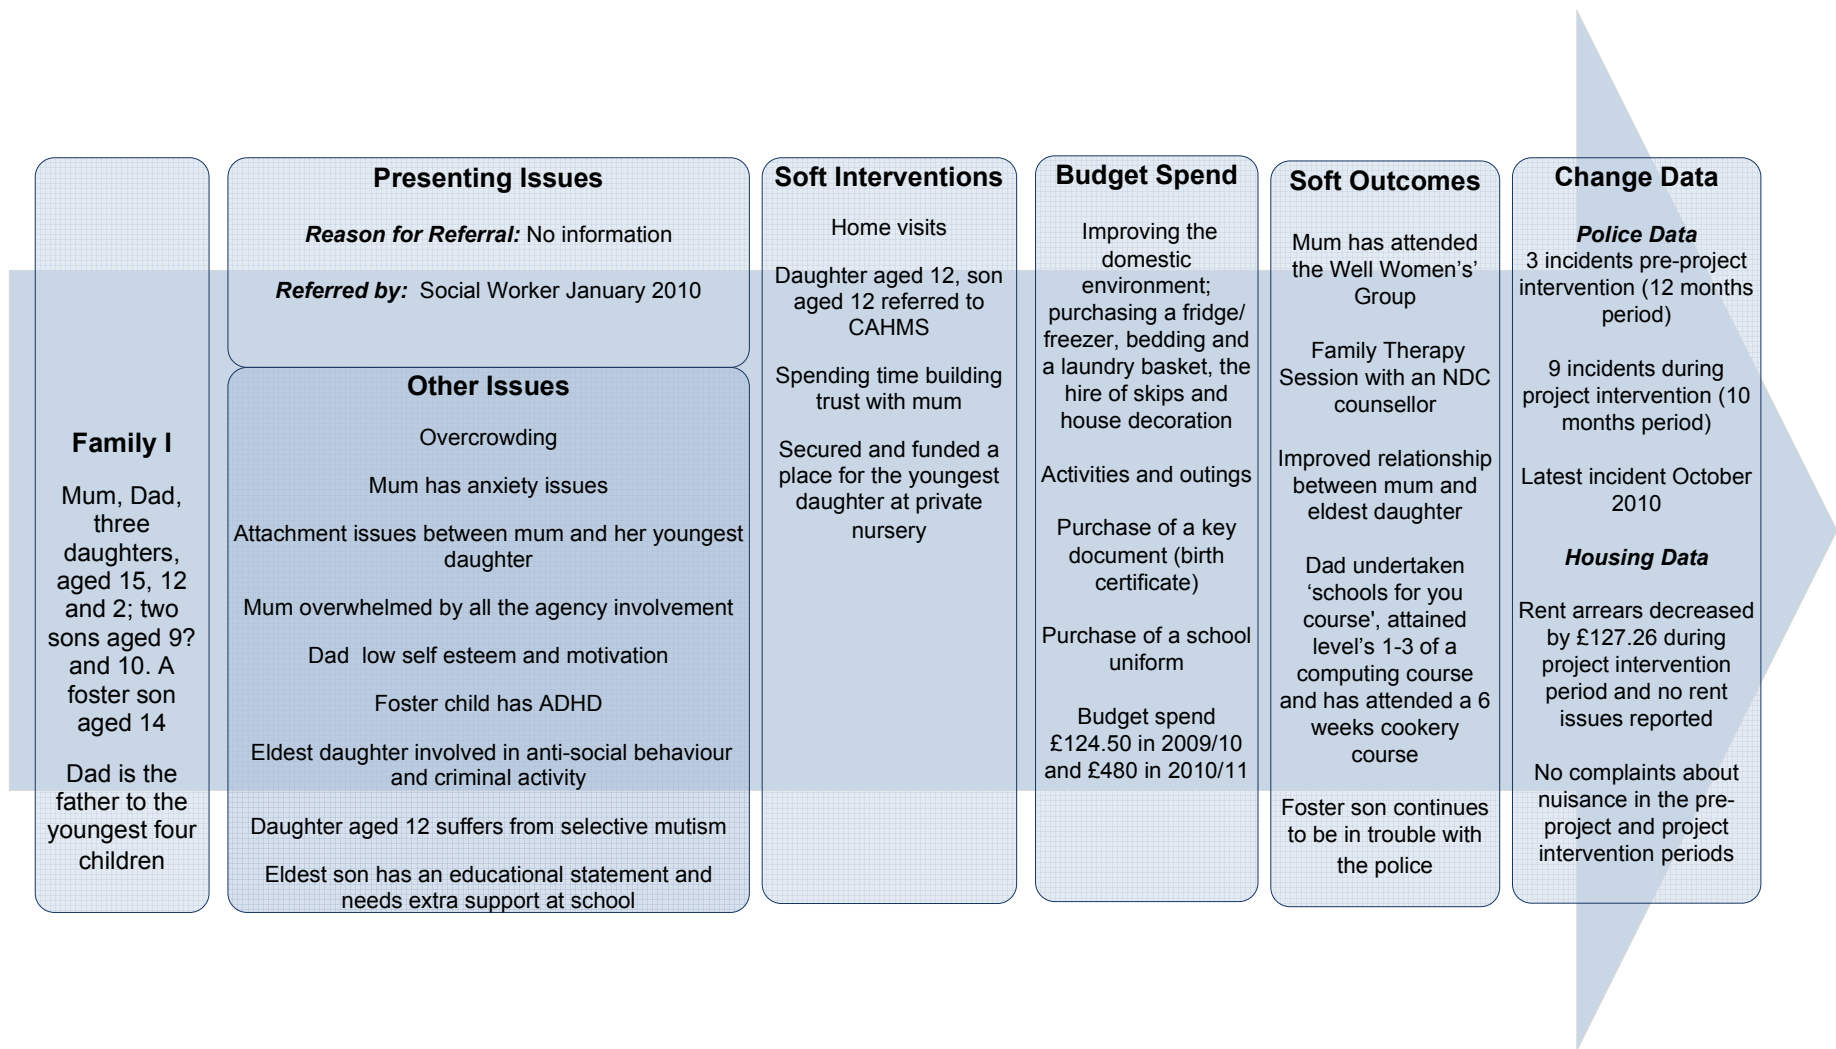 Family I
Mum, Dad,
three
daughters,
aged 15, 12
and 2; two
sons aged 9?
and 10. A
foster son
aged 14
Dad is the
father to the
youngest four
children
Presenting Issues
Reason for Referral: No information
Referred by: Social Worker January 2010
Other Issues
Overcrowding
Mum has anxiety issues
Attachment issues between mum and her youngest
daughter
Mum overwhelmed by all the agency involvement
Dad low self esteem and motivation
Foster child has ADHD
Eldest daughter involved in anti-social behaviour
and criminal activity
Daughter aged 12 suffers from selective mutism
Eldest son has an educational statement and
needs extra support at school
Soft Interventions
Home visits
Daughter aged 12, son
aged 12 referred to
CAHMS
Spending time building
trust with mum
Secured and funded a
place for the youngest
daughter at private
nursery
Budget Spend
Improving the
domestic
environment;
purchasing a fridge/
freezer, bedding and
a laundry basket, the
hire of skips and
house decoration
Activities and outings
Purchase of a key
document (birth
certificate)
Purchase of a school
uniform
Budget spend
£124.50 in 2009/10
and £480 in 2010/11
Soft Outcomes
Mum has attended
the Well Women's'
Group
Family Therapy
Session with an NDC
counsellor
Improved relationship
between mum and
eldest daughter
Dad undertaken
‘schools for you
course', attained
level’s 1-3 of a
computing course
and has attended a 6
weeks cookery
course
Foster son continues
to be in trouble with
the police
Change Data
Police Data
3 incidents pre-project
intervention (12 months
period)
9 incidents during
project intervention (10
months period)
Latest incident October
2010
Housing Data
Rent arrears decreased
by £127.26 during
project intervention
period and no rent
issues reported
No complaints about
nuisance in the pre-
project and project
intervention periods